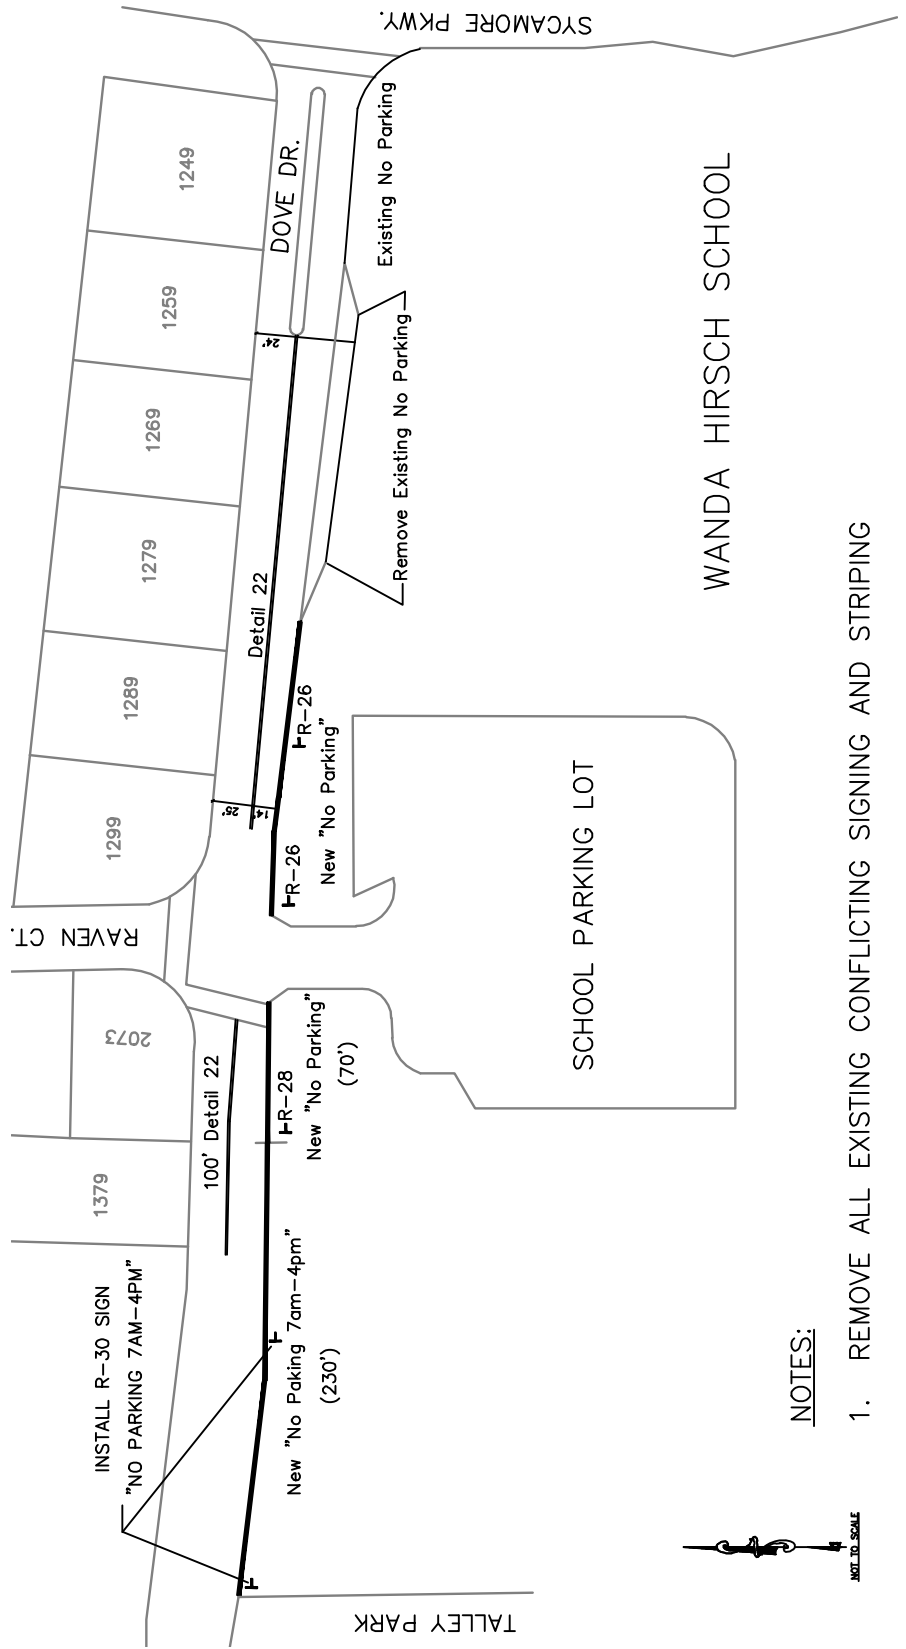 SYCAMORE PKWY.
1249
1259
1269
1279
1289
1299
DOVE DR.
24'
Existing No Parking
Remove Existing No Parking
Detail 22
25'
14'
R-26
New "No Parking"
R-26
RAVEN CT.
2073
1379
100' Detail 22
R-28
New "No Parking"
(70')
INSTALL R-30 SIGN
"NO PARKING 7AM-4PM"
New "No Paking 7am-4pm"
(230')
TALLEY PARK
SCHOOL PARKING LOT
WANDA HIRSCH SCHOOL
NOTES:
1. REMOVE ALL EXISTING CONFLICTING SIGNING AND STRIPING
NOT TO SCALE